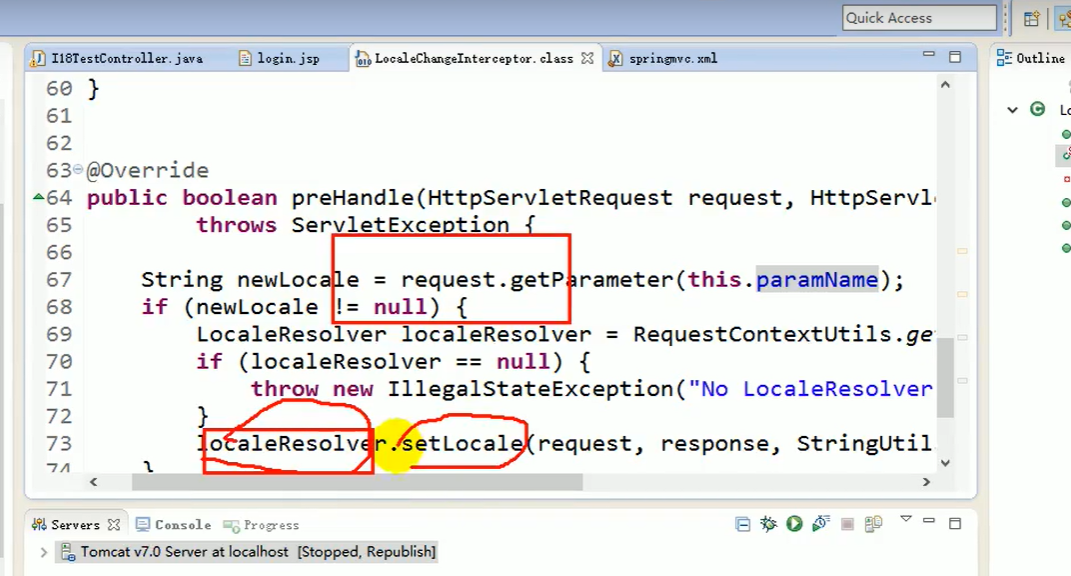 Quick Access
I18TestController.java
login.jsp
LocaleChangeInterceptor.class
springmvc.xml
Outline
60 }
61
62
63 @Override
64 public boolean preHandle(HttpServletRequest request, HttpServl
65 throws ServletException {
66
67 String newLocale = request.getParameter(this.paramName);
68 if (newLocale != null) {
69 LocaleResolver localeResolver = RequestContextUtils.ge
70 if (localeResolver == null) {
71 throw new IllegalStateException("No LocaleResolver
72 }
73 localeResolver.setLocale(request, response, StringUtil
74 }
Lo
Servers
Console
Progress
Tomcat v7.0 Server at localhost [Stopped, Republish]